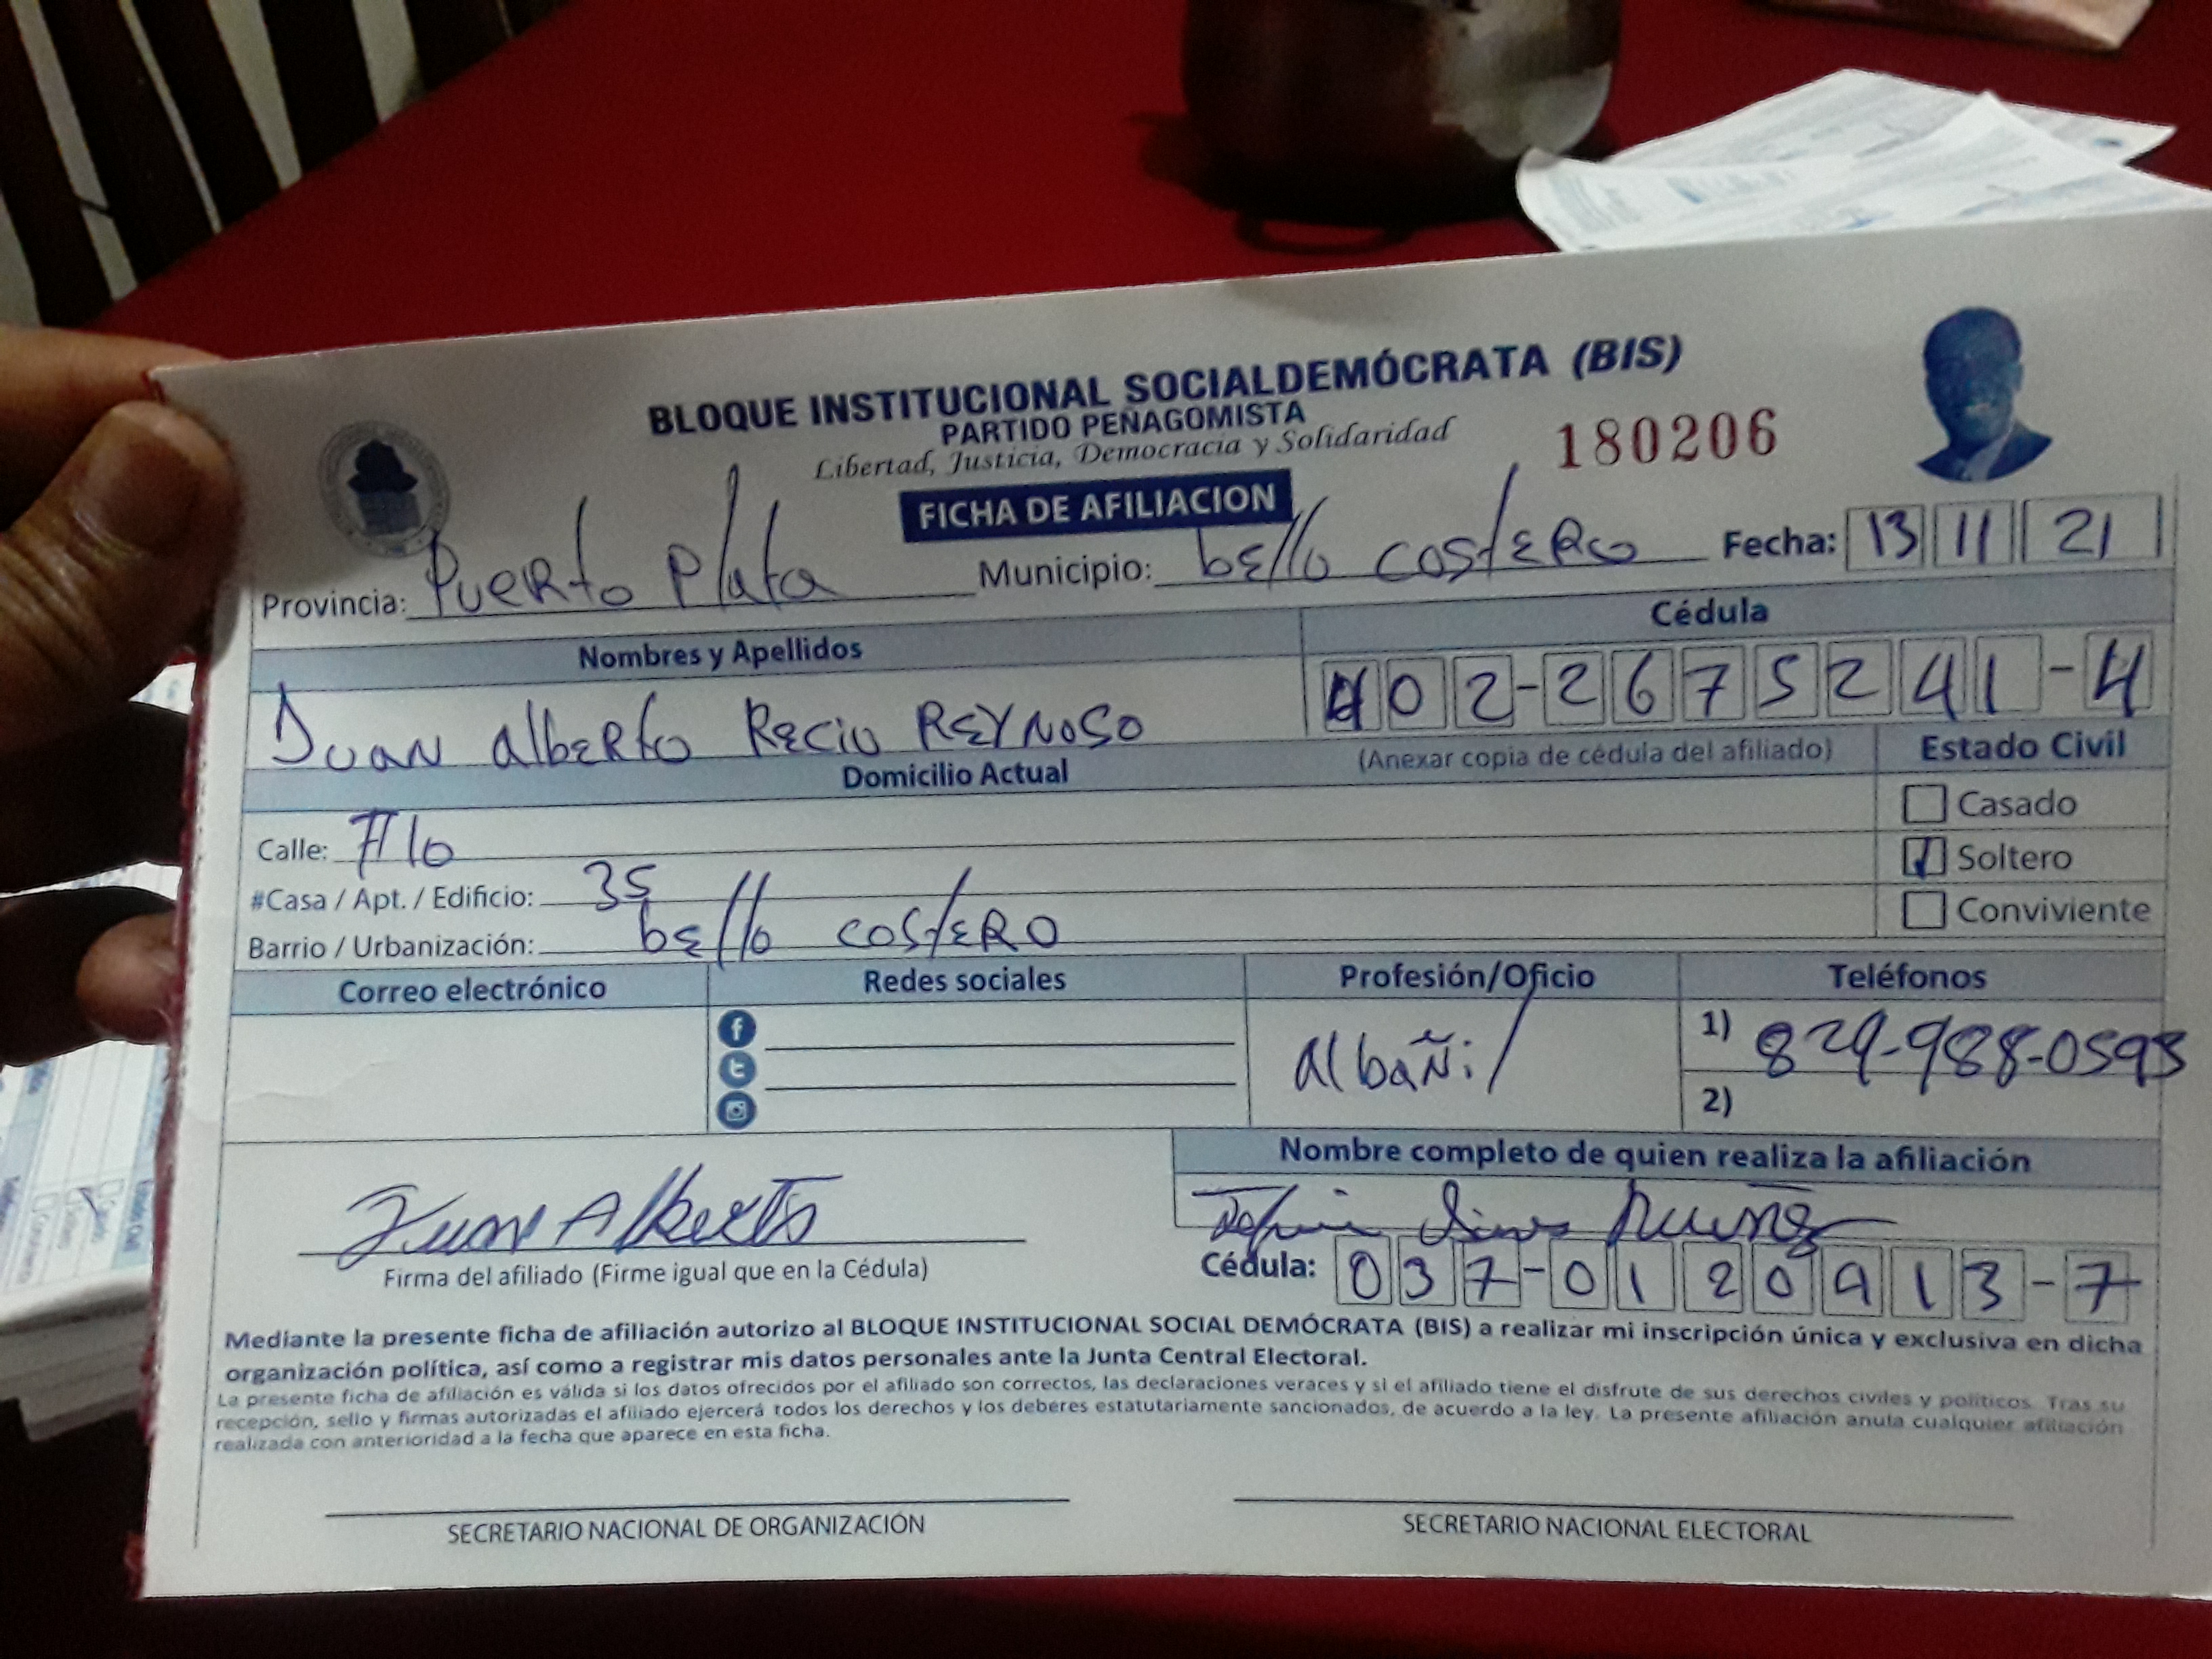 BLOQUE INSTITUCIONAL SOCIALDEMÓCRATA (BIS)
PARTIDO PEÑAGOMISTA
Libertad, Justicia, Democracia y Solidaridad
180206
FICHA DE AFILIACION
Provincia: Puerto Plata Municipio: bello costero Fecha: 13 11 21
Nombres y Apellidos Cédula
Juan alberto Recio Reynoso 402-2675241-4
Domicilio Actual (Anexar copia de cédula del afiliado) Estado Civil
Casado
Calle: #10
Soltero
#Casa / Apt. / Edificio: 35
Conviviente
Barrio / Urbanización: bello costero
Correo electrónico Redes sociales Profesión/Oficio Teléfonos
albañil 1) 829-988-0593
2)
Nombre completo de quien realiza la afiliación
Juan Alberto
Muñoz
Firma del afiliado (Firme igual que en la Cédula) Cédula: 037-0120913-7
Mediante la presente ficha de afiliación autorizo al BLOQUE INSTITUCIONAL SOCIAL DEMÓCRATA (BIS) a realizar mi inscripción única y exclusiva en dicha
organización política, así como a registrar mis datos personales ante la Junta Central Electoral.
La presente ficha de afiliación es válida si los datos ofrecidos por el afiliado son correctos, las declaraciones veraces y si el afiliado tiene el disfrute de sus derechos civiles y políticos. Tras su
recepción, sello y firmas autorizadas el afiliado ejercerá todos los derechos y los deberes estatutariamente sancionados, de acuerdo a la ley. La presente afiliación anula cualquier afiliación
realizada con anterioridad a la fecha que aparece en esta ficha.
SECRETARIO NACIONAL DE ORGANIZACIÓN SECRETARIO NACIONAL ELECTORAL